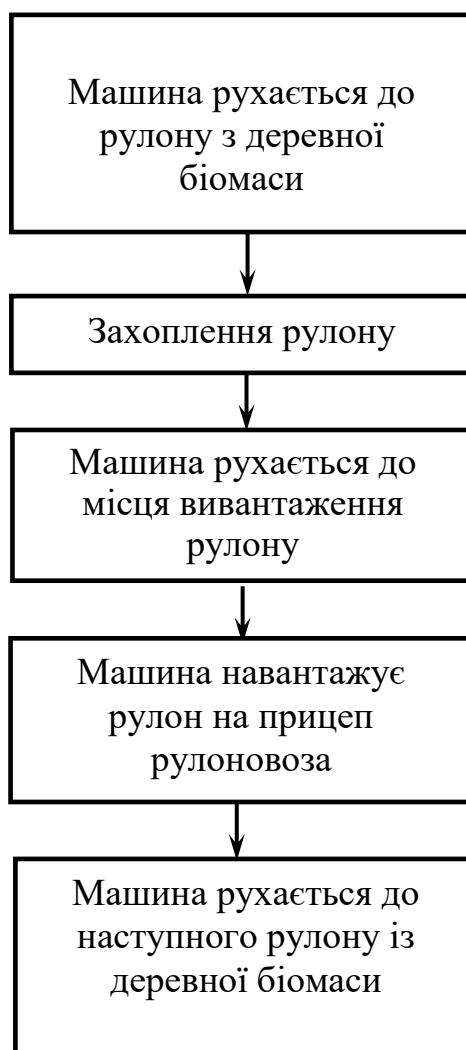 Машина рухається до
рулону з деревної
біомаси
Захоплення рулону
Машина рухається до
місця вивантаження
рулону
Машина навантажує
рулон на прицеп
рулоновоза
Машина рухається до
наступного рулону із
деревної біомаси